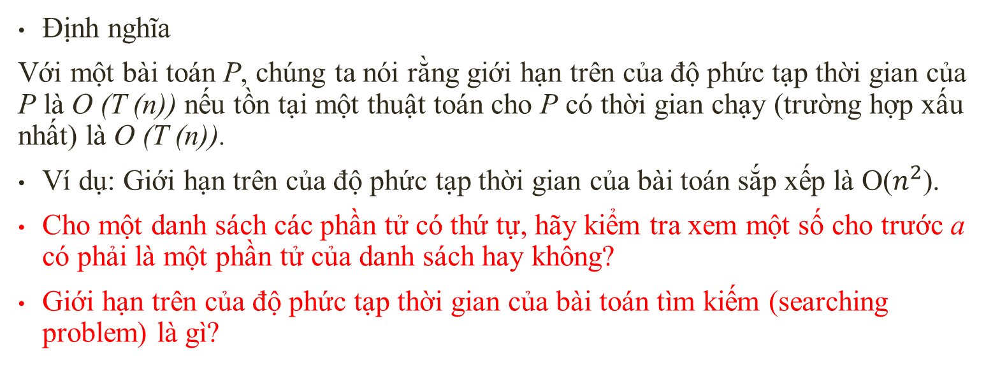 • Định nghĩa
Với một bài toán P, chúng ta nói rằng giới hạn trên của độ phức tạp thời gian của
P là O (T (n)) nếu tồn tại một thuật toán cho P có thời gian chạy (trường hợp xấu
nhất) là O (T (n)).
• Ví dụ: Giới hạn trên của độ phức tạp thời gian của bài toán sắp xếp là O(n²).
• Cho một danh sách các phần tử có thứ tự, hãy kiểm tra xem một số cho trước a
có phải là một phần tử của danh sách hay không?
• Giới hạn trên của độ phức tạp thời gian của bài toán tìm kiếm (searching
problem) là gì?